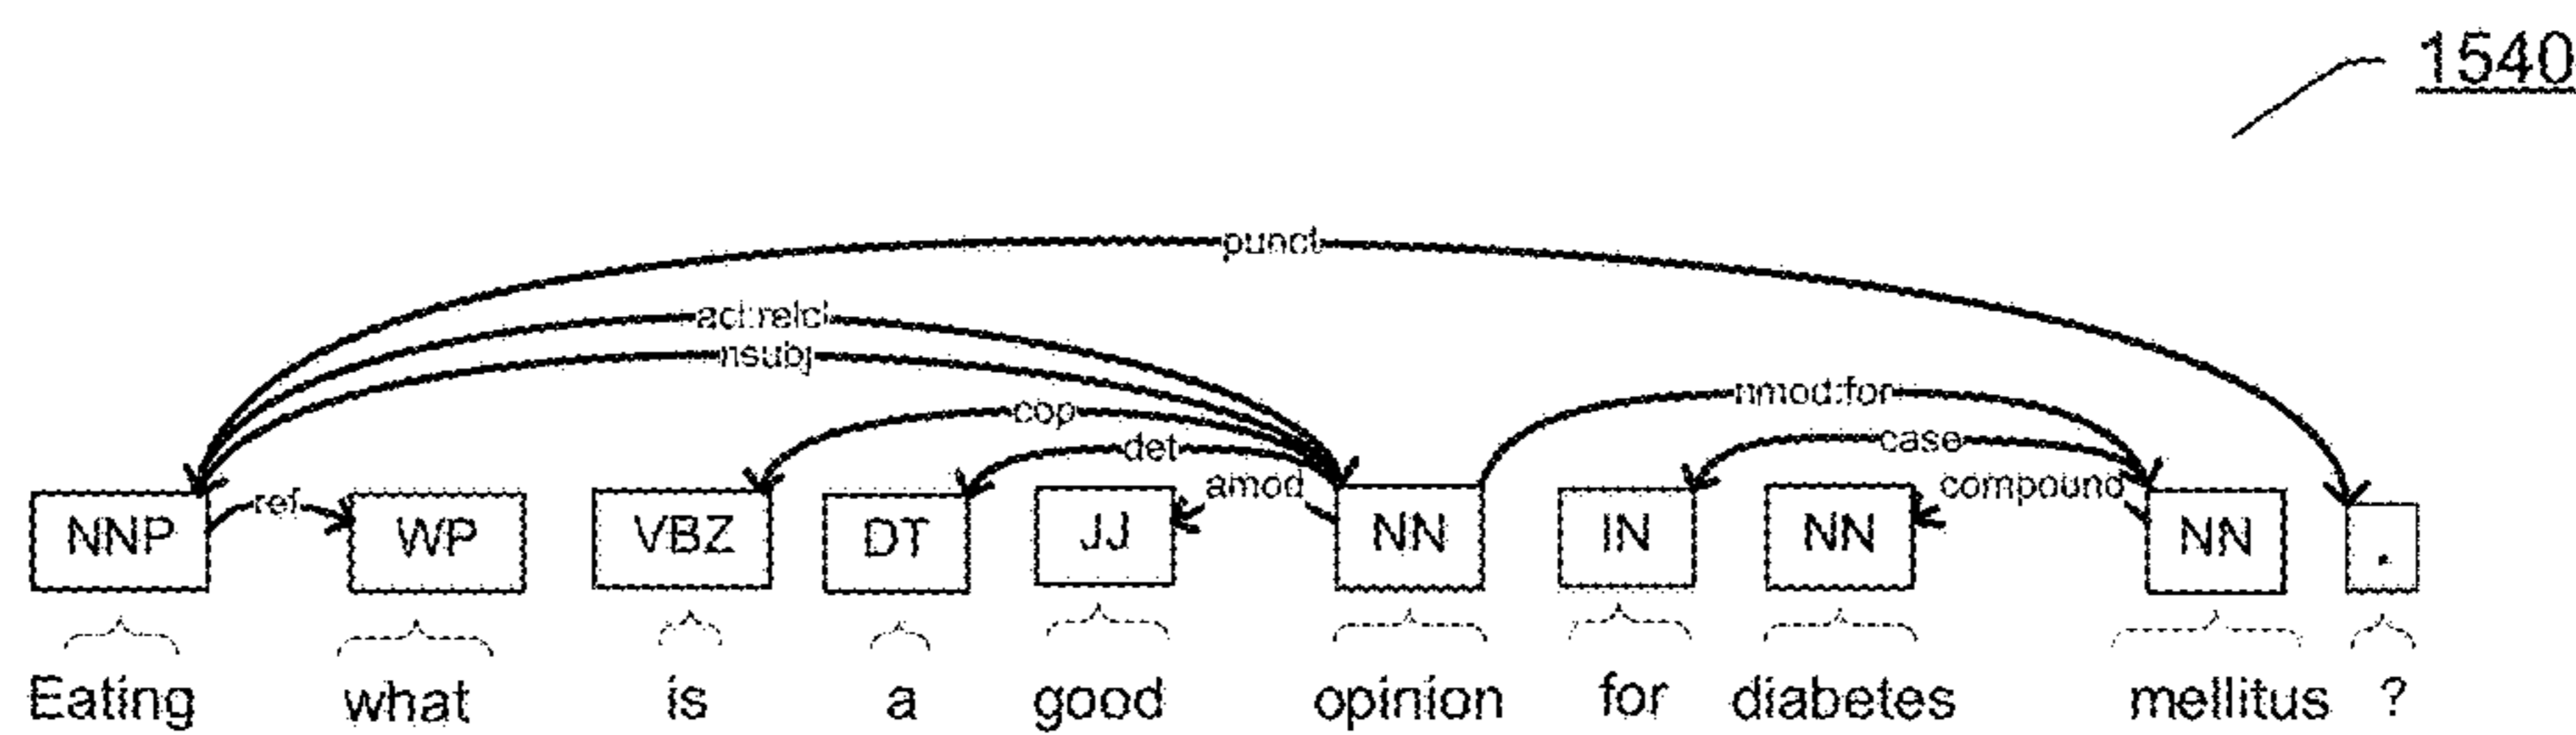 1540
punct
acl:relcl
nsubj
nmod:for
cop
case
det
amod
compound
ref
NNP WP VBZ DT JJ NN IN NN NN .
Eating what is a good opinion for diabetes mellitus ?